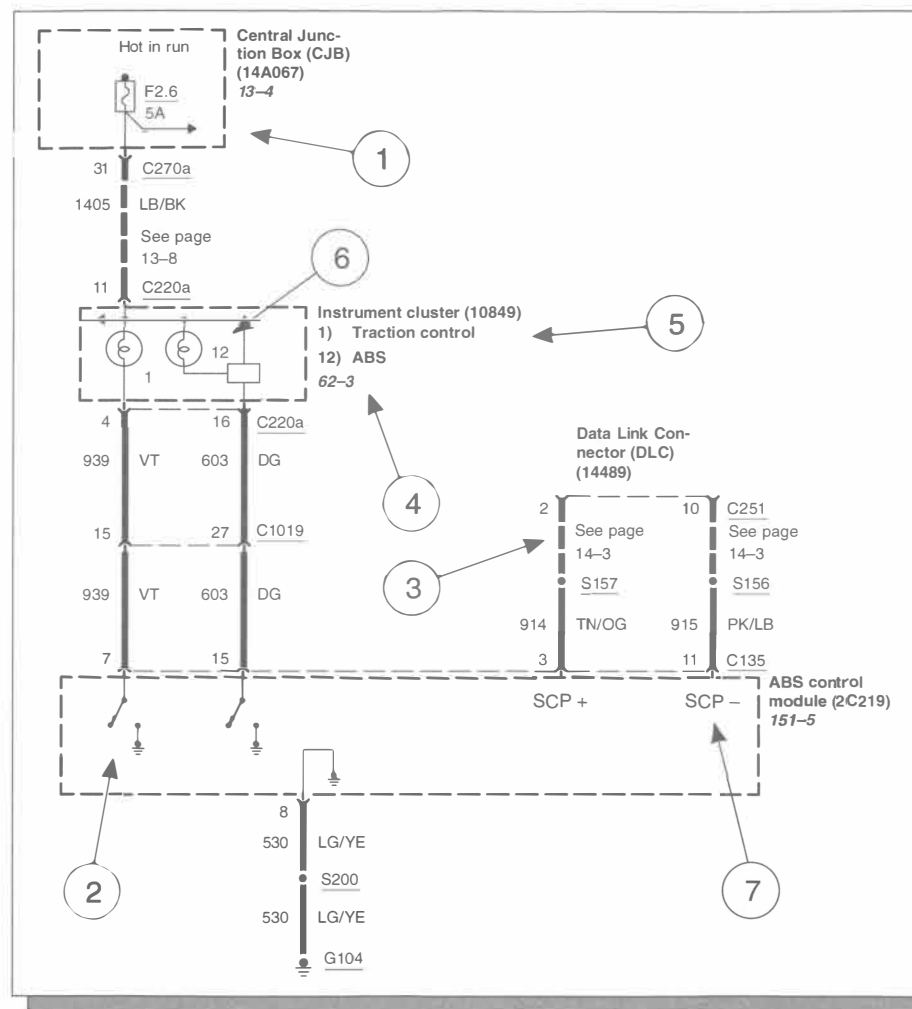 Hot in run
Central Junc-
tion Box (CJB)
(14A067)
13–4
F2.6
5A
1
31 C270a
1405 LB/BK
See page
13–8
11 C220a
6
Instrument cluster (10849)
1) Traction control
12) ABS
62–3
5
12
1
4 16 C220a
939 VT 603 DG
4
Data Link Con-
nector (DLC)
(14489)
2 10 C251
See page See page
14–3 14–3
15 27 C1019
3
S157 S156
939 VT 603 DG
914 TN/OG 915 PK/LB
7 15 3 11 C135
SCP + SCP –
ABS control
module (2C219)
151–5
2
7
8
530 LG/YE
S200
530 LG/YE
G104